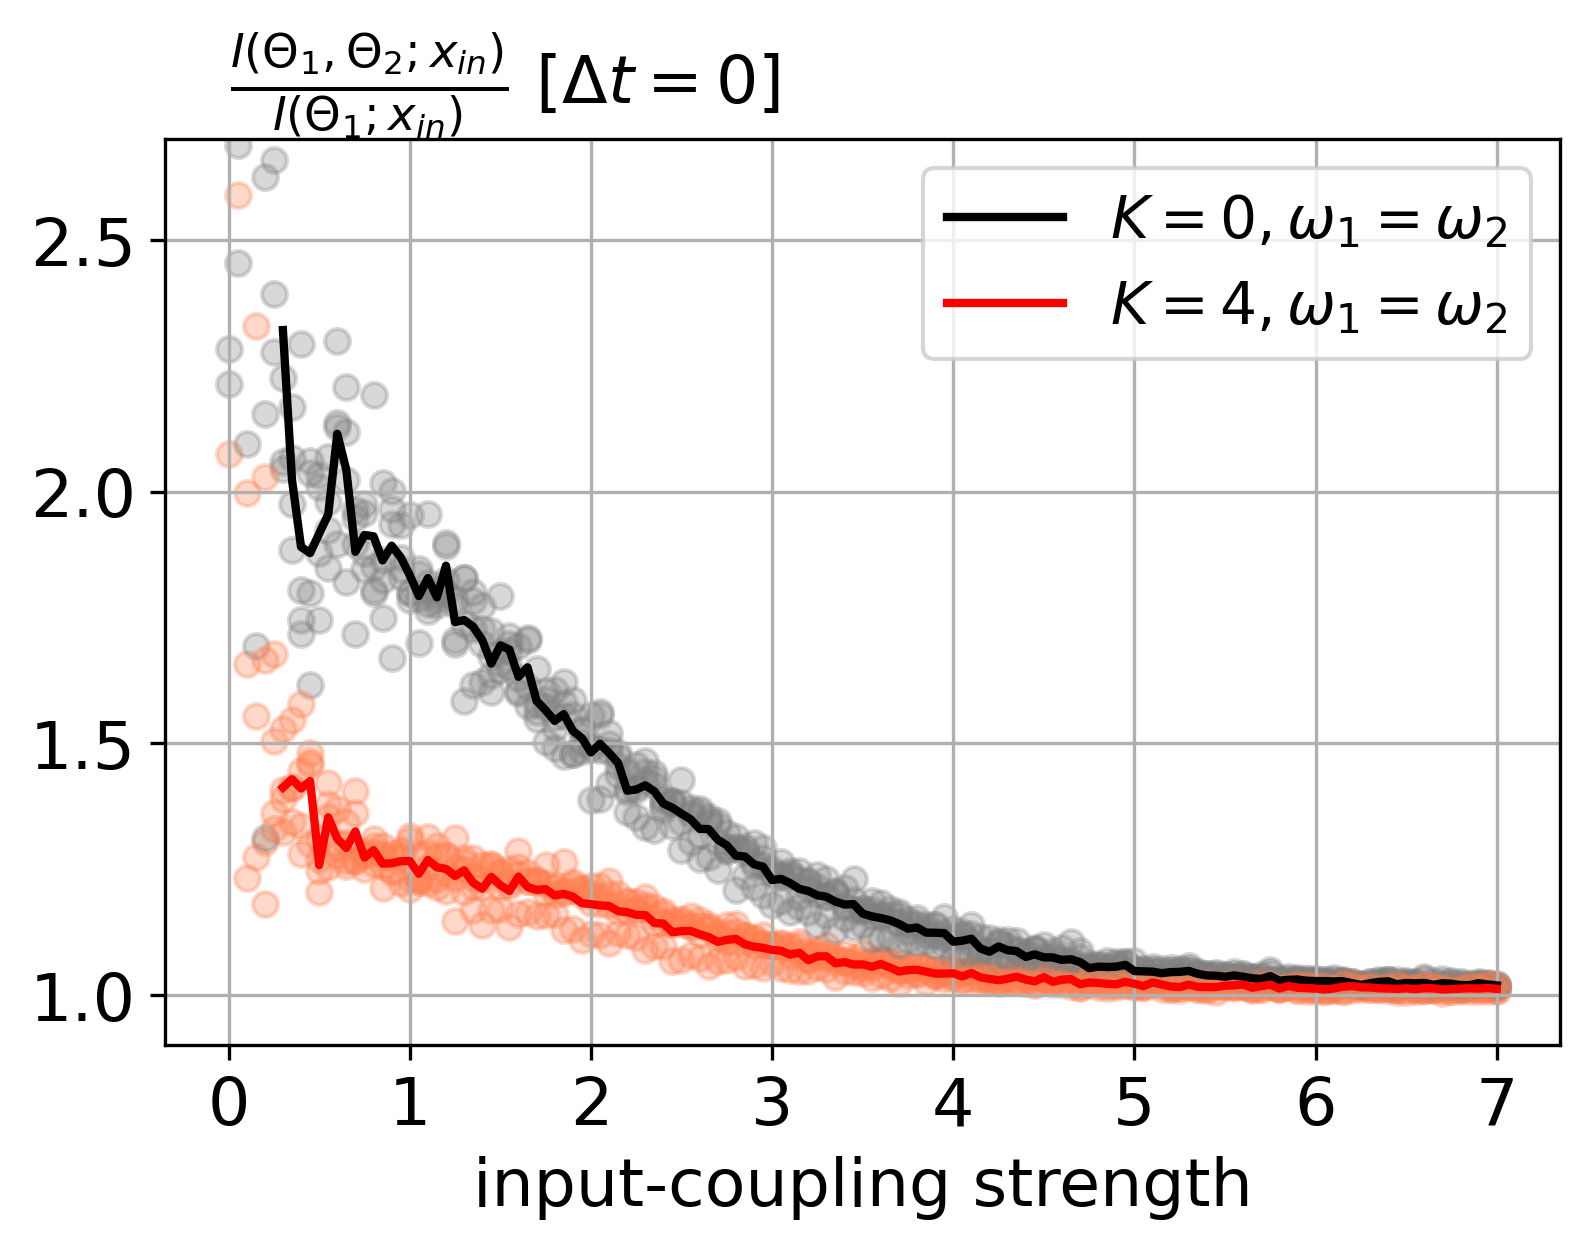 I(Θ₁, Θ₂; xᵢₙ)
I(Θ₁; xᵢₙ)
[Δt = 0]
K = 0, ω₁ = ω₂
K = 4, ω₁ = ω₂
2.5
2.0
1.5
1.0
0 1 2 3 4 5 6 7
input-coupling strength